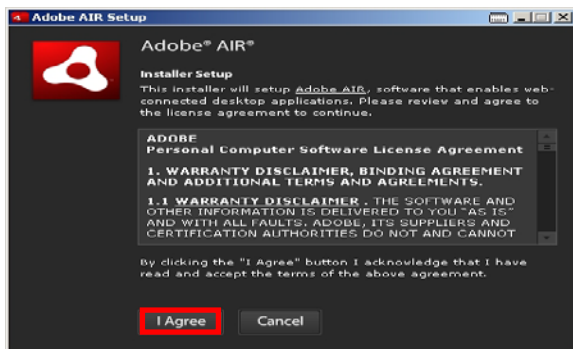 Adobe AIR Setup
Adobe® AIR®
Installer Setup
This installer will setup Adobe AIR, software that enables web-
connected desktop applications. Please review and agree to
the license agreement to continue.
ADOBE
Personal Computer Software License Agreement
1. WARRANTY DISCLAIMER, BINDING AGREEMENT
AND ADDITIONAL TERMS AND AGREEMENTS.
1.1 WARRANTY DISCLAIMER . THE SOFTWARE AND
OTHER INFORMATION IS DELIVERED TO YOU "AS IS"
AND WITH ALL FAULTS. ADOBE, ITS SUPPLIERS AND
CERTIFICATION AUTHORITIES DO NOT AND CANNOT
By clicking the "I Agree" button I acknowledge that I have
read and accept the terms of the above agreement.
I Agree Cancel